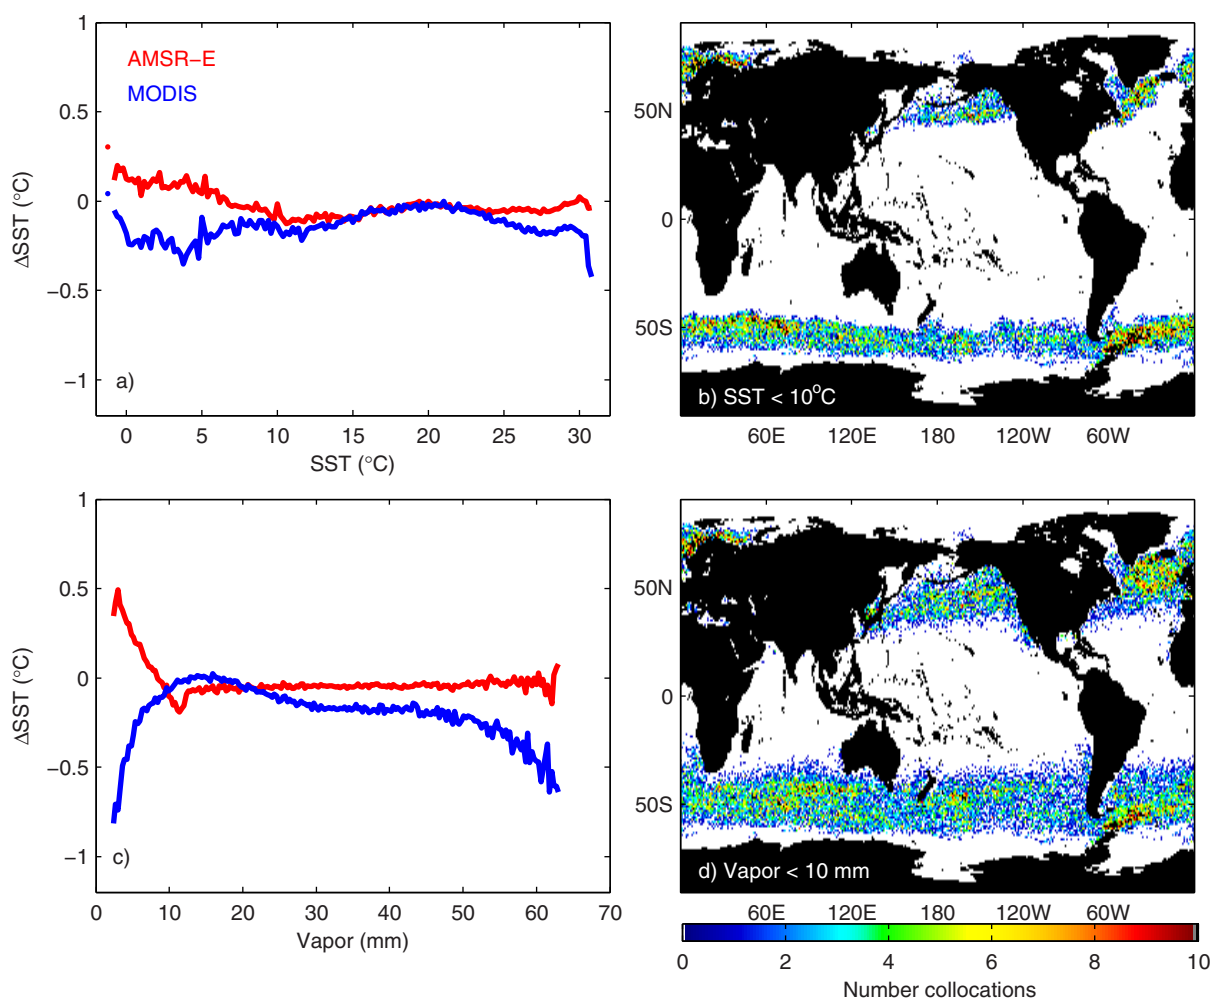 1
0.5
0
−0.5
−1
ΔSST (°C)
AMSR−E
MODIS
a)
0 5 10 15 20 25 30
SST (°C)
50N
0
50S
b) SST < 10°C
60E 120E 180 120W 60W
1
0.5
0
−0.5
−1
ΔSST (°C)
c)
0 10 20 30 40 50 60 70
Vapor (mm)
50N
0
50S
d) Vapor < 10 mm
60E 120E 180 120W 60W
0 2 4 6 8 10
Number collocations